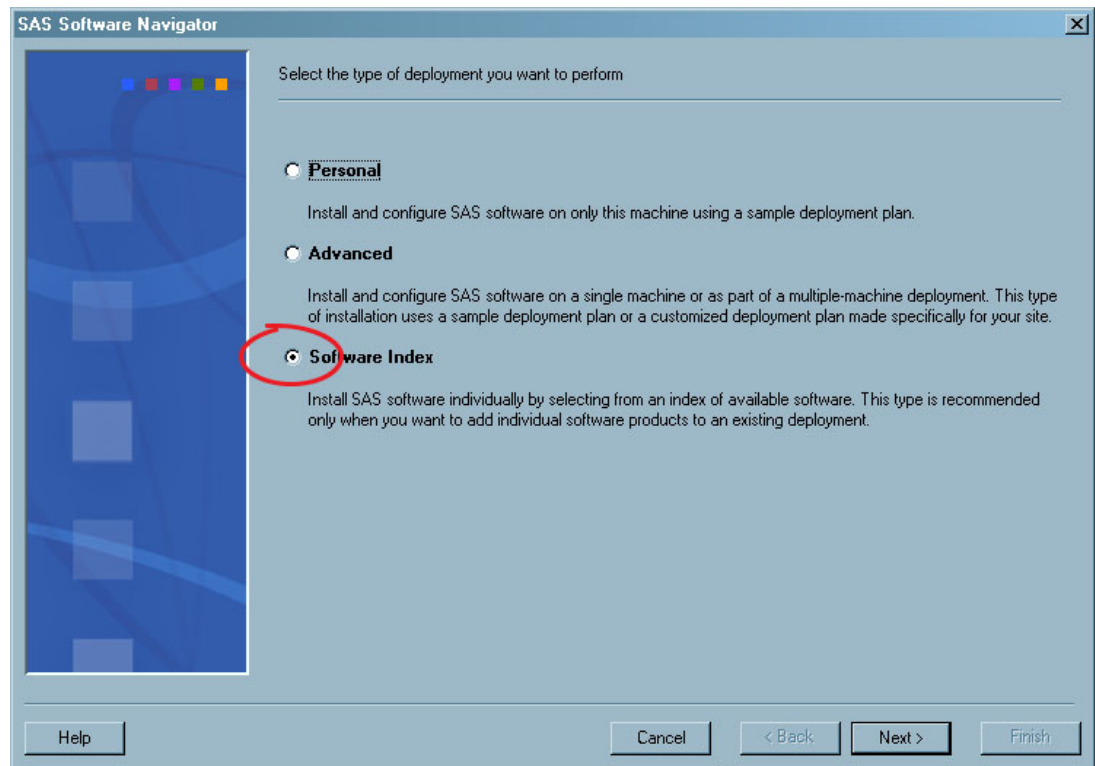 SAS Software Navigator
Select the type of deployment you want to perform
Personal
Install and configure SAS software on only this machine using a sample deployment plan.
Advanced
Install and configure SAS software on a single machine or as part of a multiple-machine deployment. This type
of installation uses a sample deployment plan or a customized deployment plan made specifically for your site.
Software Index
Install SAS software individually by selecting from an index of available software. This type is recommended
only when you want to add individual software products to an existing deployment.
Help
Cancel
< Back
Next >
Finish